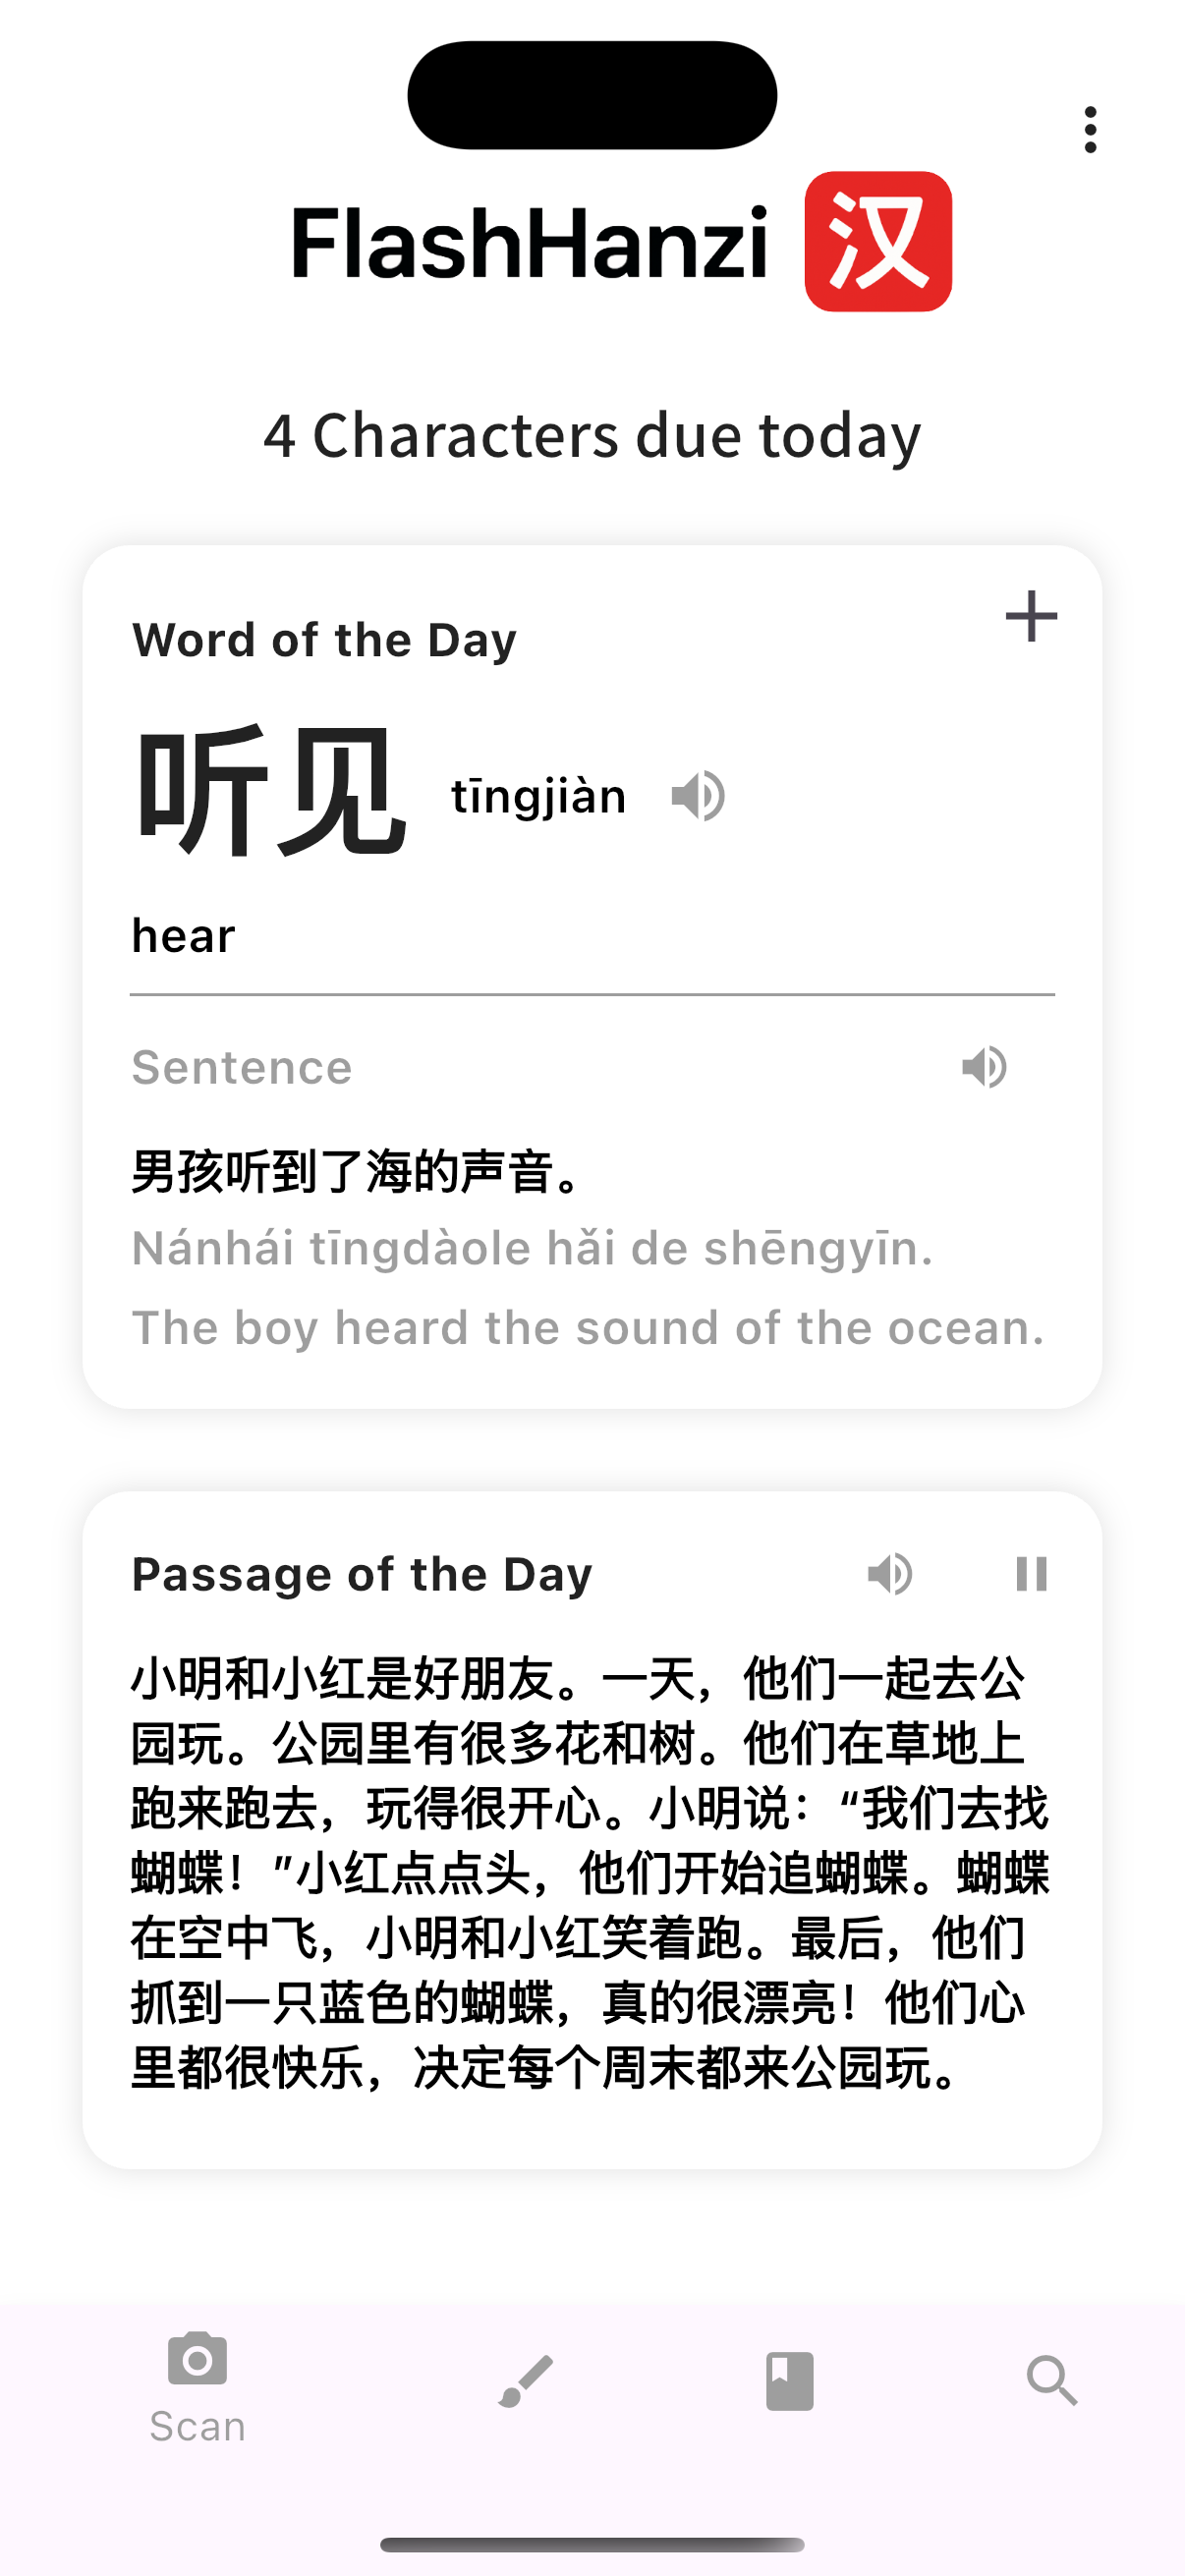 FlashHanzi 汉
4 Characters due today
Word of the Day
听见 tīngjiàn
hear
Sentence
男孩听到了海的声音。
Nánhái tīngdàole hǎi de shēngyīn.
The boy heard the sound of the ocean.
Passage of the Day
小明和小红是好朋友。一天，他们一起去公
园玩。公园里有很多花和树。他们在草地上
跑来跑去，玩得很开心。小明说：“我们去找
蝴蝶！”小红点点头，他们开始追蝴蝶。蝴蝶
在空中飞，小明和小红笑着跑。最后，他们
抓到一只蓝色的蝴蝶，真的很漂亮！他们心
里都很快乐，决定每个周末都来公园玩。
Scan